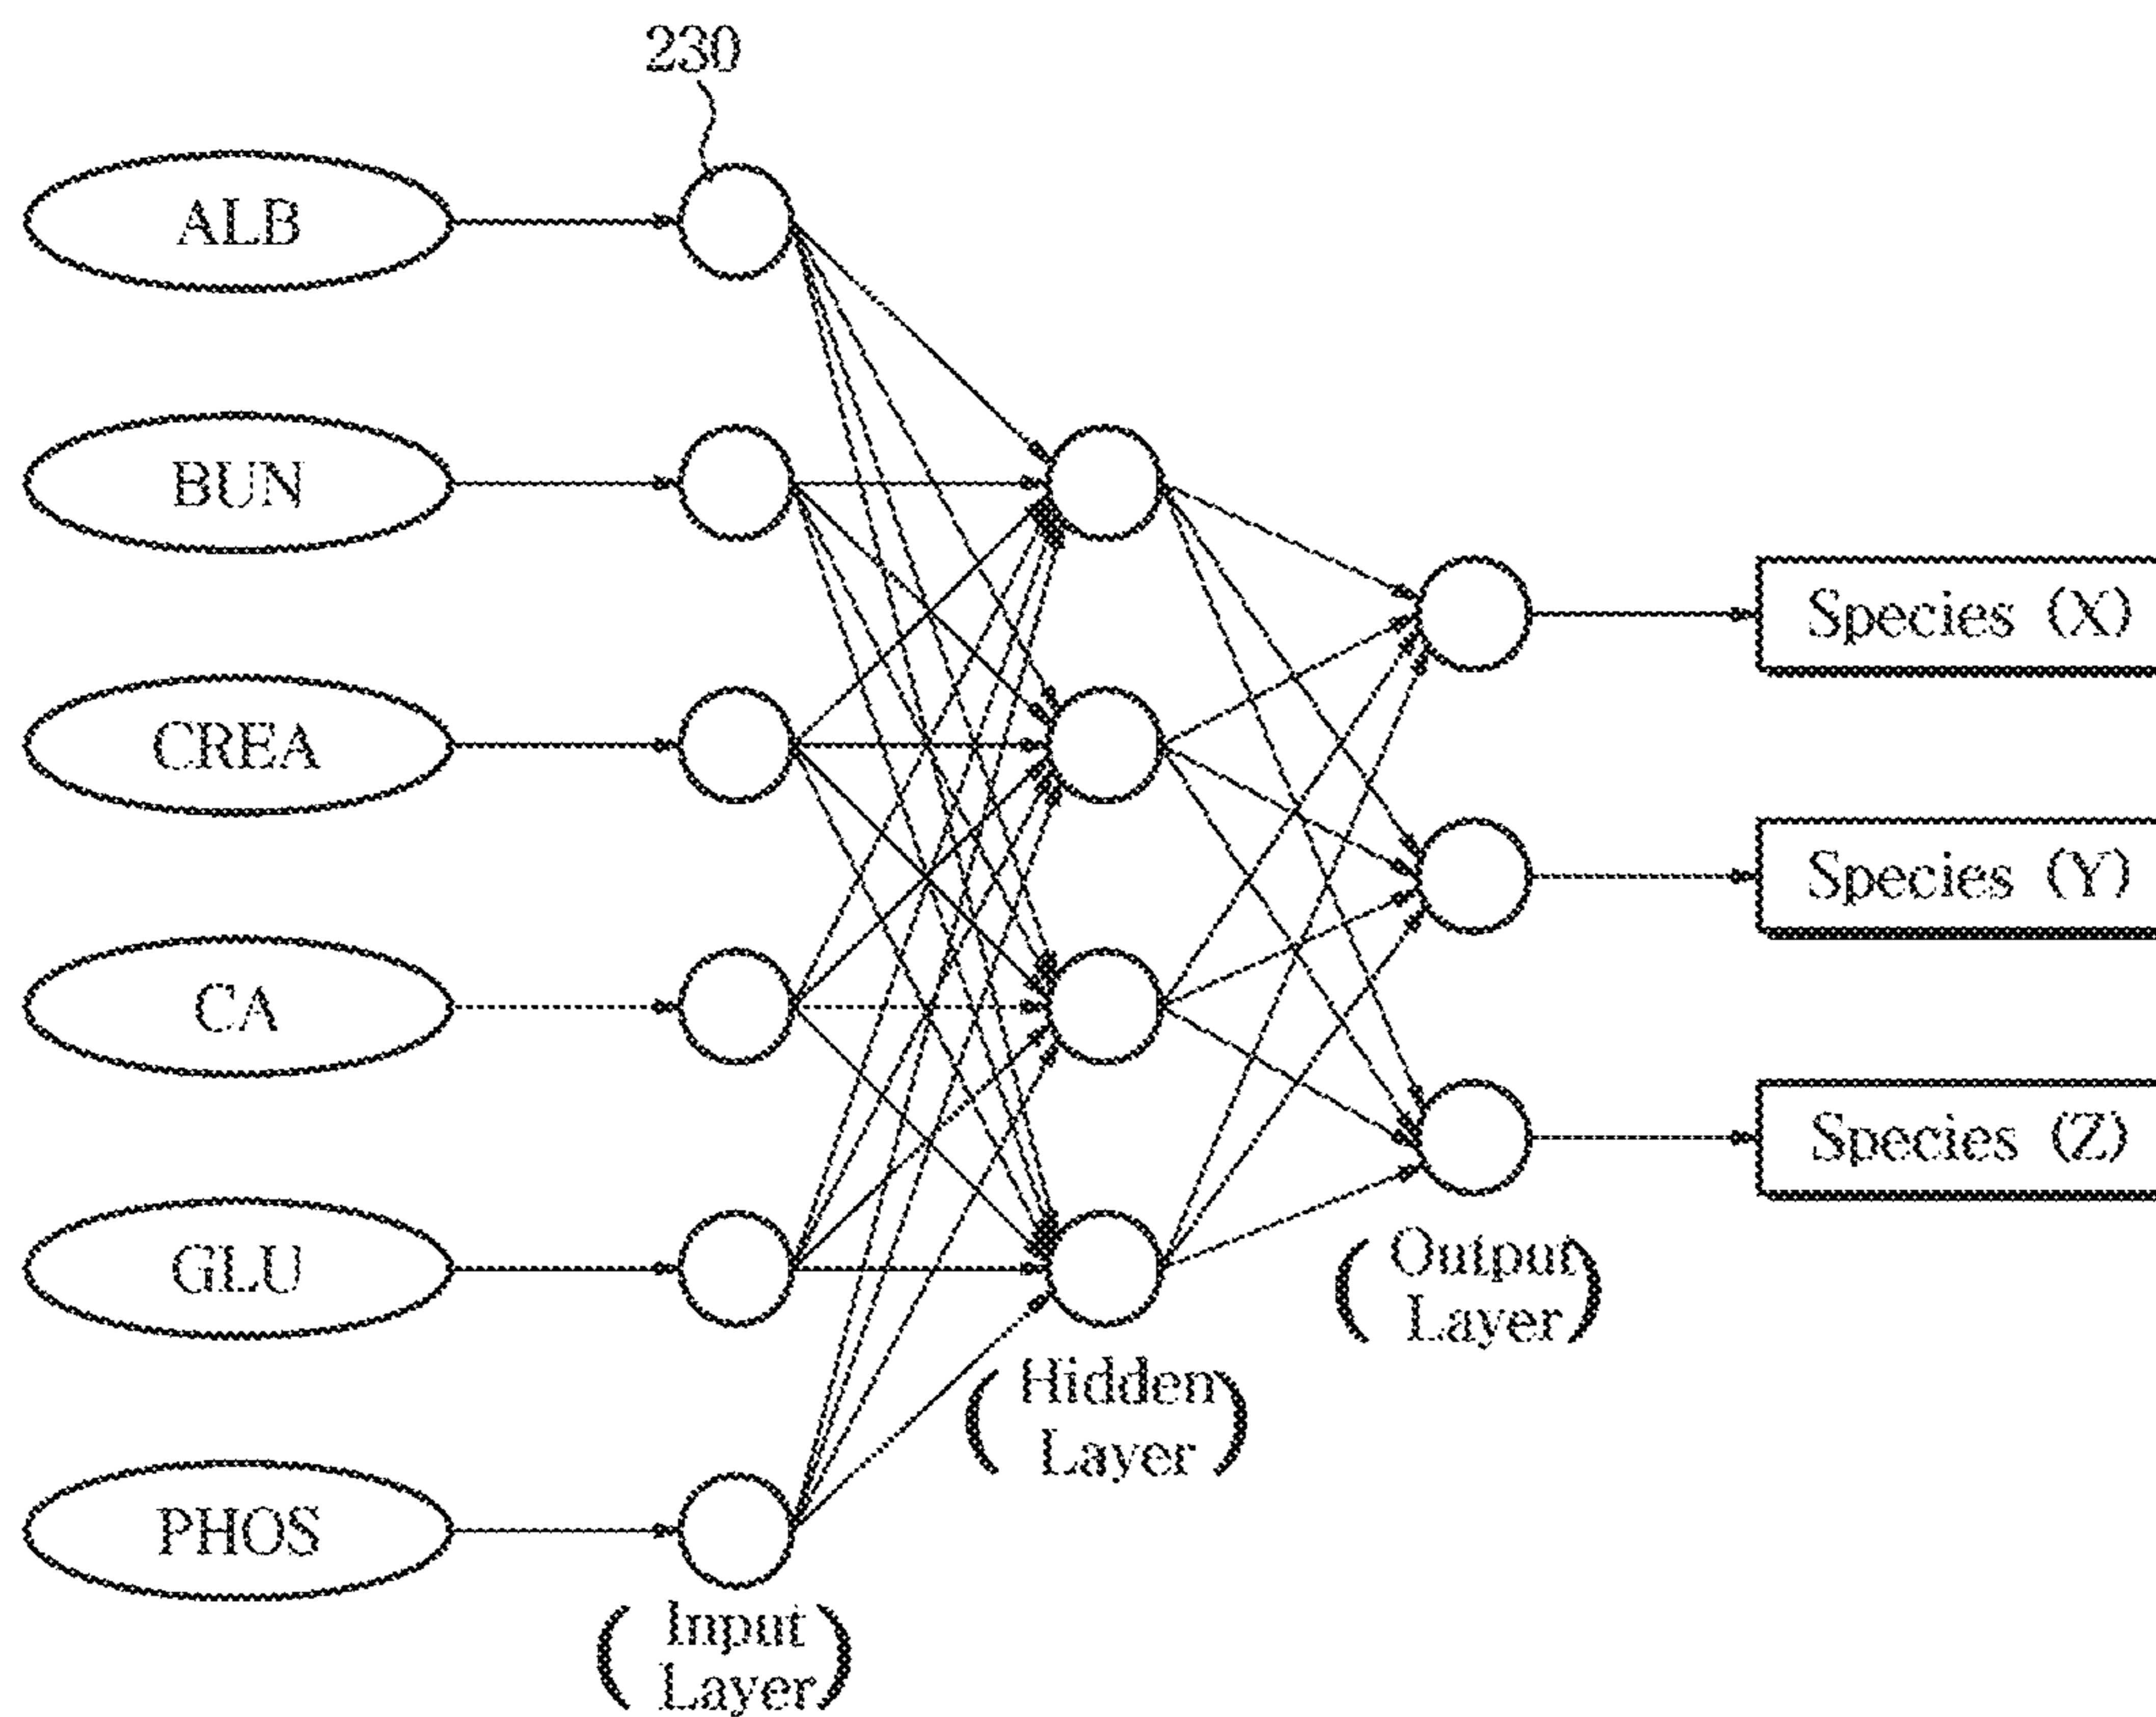 230
ALB
BUN
CREA
CA
GLU
PHOS
Species (X)
Species (Y)
Species (Z)
(Output
Layer)
(Hidden
Layer)
(Input
Layer)